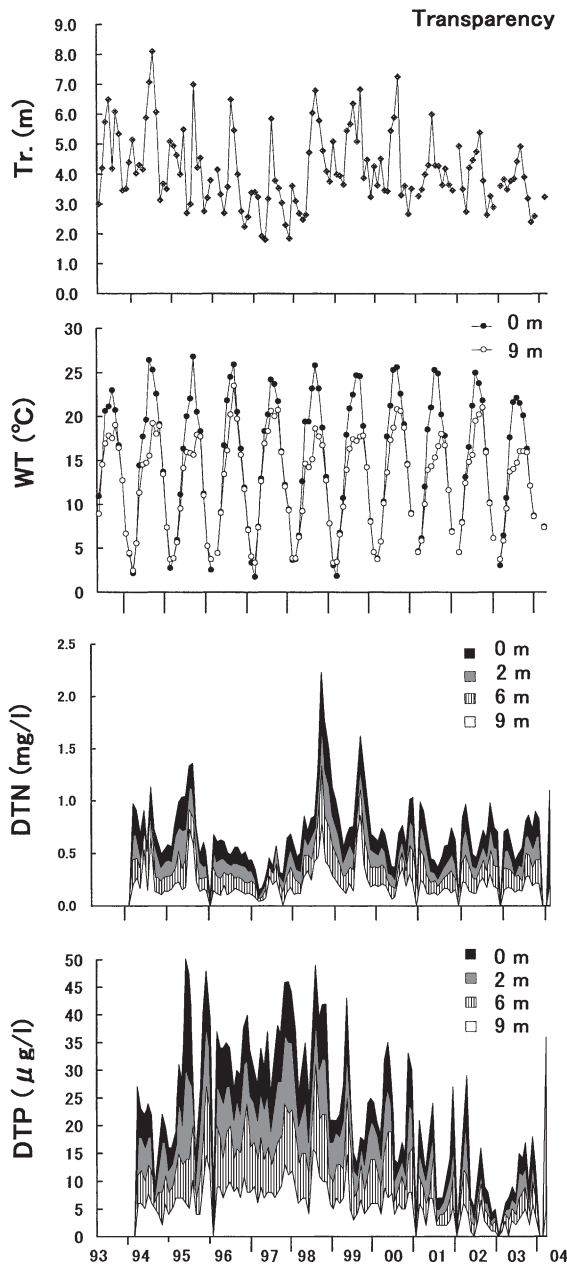 Transparency
9.0
8.0
7.0
6.0
5.0
4.0
3.0
2.0
1.0
0.0
Tr. (m)
30
25
20
15
10
5
0
WT (℃)
0 m
9 m
2.5
2.0
1.5
1.0
0.5
0.0
DTN (mg/l)
0 m
2 m
6 m
9 m
50
45
40
35
30
25
20
15
10
5
0
DTP (μg/l)
0 m
2 m
6 m
9 m
93 94 95 96 97 98 99 00 01 02 03 04